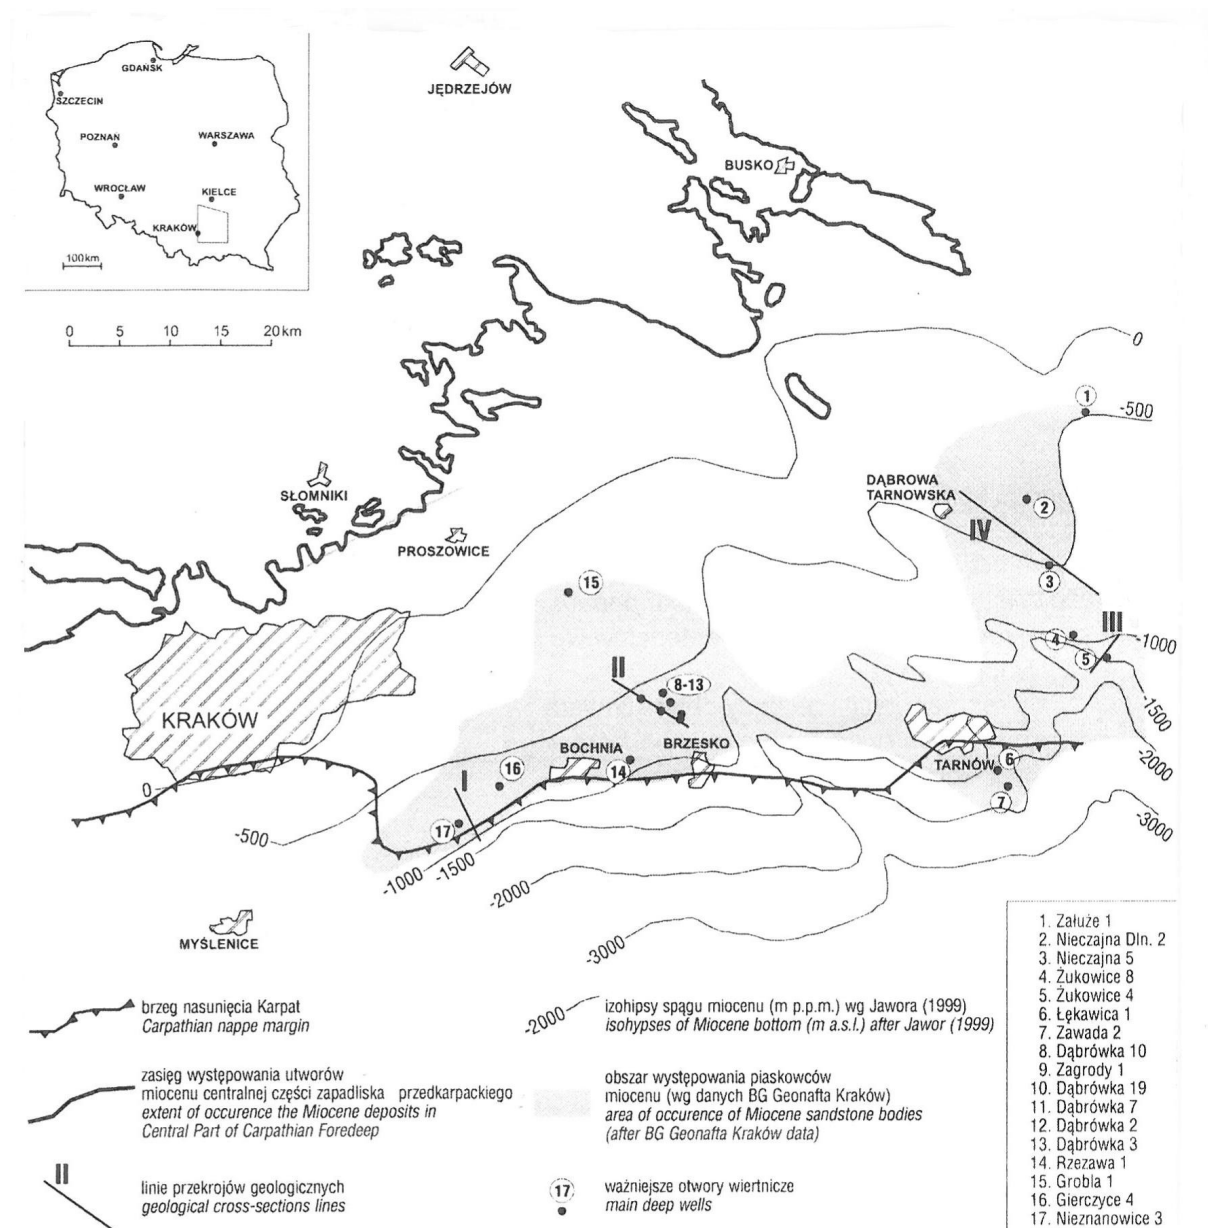 GDAŃSK
SZCZECIN
POZNAŃ
WARSZAWA
WROCŁAW
KIELCE
KRAKÓW
100km
0 5 10 15 20km
JĘDRZEJÓW
BUSKO
0
1
-500
SŁOMNIKI
PROSZOWICE
DĄBROWA
TARNOWSKA
2
IV
3
15
III
4
-1000
5
II
8-13
KRAKÓW
-1500
BOCHNIA
BRZESKO
14
TARNÓW
6
-2000
7
I
16
0
-500
17
-3000
-1000
-1500
-2000
-3000
MYŚLENICE
brzeg nasunięcia Karpat
Carpathian nappe margin
zasięg występowania utworów
miocenu centralnej części zapadliska przedkarpackiego
extent of occurence the Miocene deposits in
Central Part of Carpathian Foredeep
II
linie przekrojów geologicznych
geological cross-sections lines
-2000
izohipsy spągu miocenu (m p.p.m.) wg Jawora (1999)
isohypses of Miocene bottom (m a.s.l.) after Jawor (1999)
obszar występowania piaskowców
miocenu (wg danych BG Geonafta Kraków)
area of occurence of Miocene sandstone bodies
(after BG Geonafta Kraków data)
17
ważniejsze otwory wiertnicze
main deep wells
1. Załuże 1
2. Nieczajna Dln. 2
3. Nieczajna 5
4. Żukowice 8
5. Żukowice 4
6. Łękawica 1
7. Zawada 2
8. Dąbrówka 10
9. Zagrody 1
10. Dąbrówka 19
11. Dąbrówka 7
12. Dąbrówka 2
13. Dąbrówka 3
14. Rzezawa 1
15. Grobla 1
16. Gierczyce 4
17. Nieznanowice 3